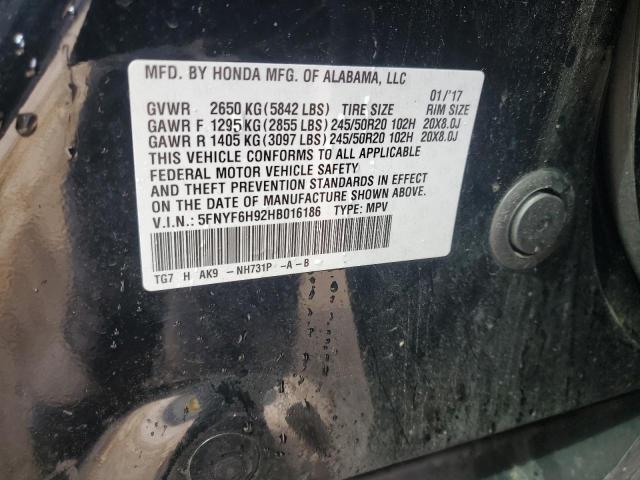 MFD. BY HONDA MFG. OF ALABAMA, LLC
01/'17
GVWR 2650 KG (5842 LBS) TIRE SIZE RIM SIZE
GAWR F 1295 KG (2855 LBS) 245/50R20 102H 20X8.0J
GAWR R 1405 KG (3097 LBS) 245/50R20 102H 20X8.0J
THIS VEHICLE CONFORMS TO ALL APPLICABLE
FEDERAL MOTOR VEHICLE SAFETY
AND THEFT PREVENTION STANDARDS IN EFFECT
ON THE DATE OF MANUFACTURE SHOWN ABOVE.
V.I.N.: 5FNYF6H92HB016186 TYPE: MPV
TG7 H AK9 -NH731P -A-B